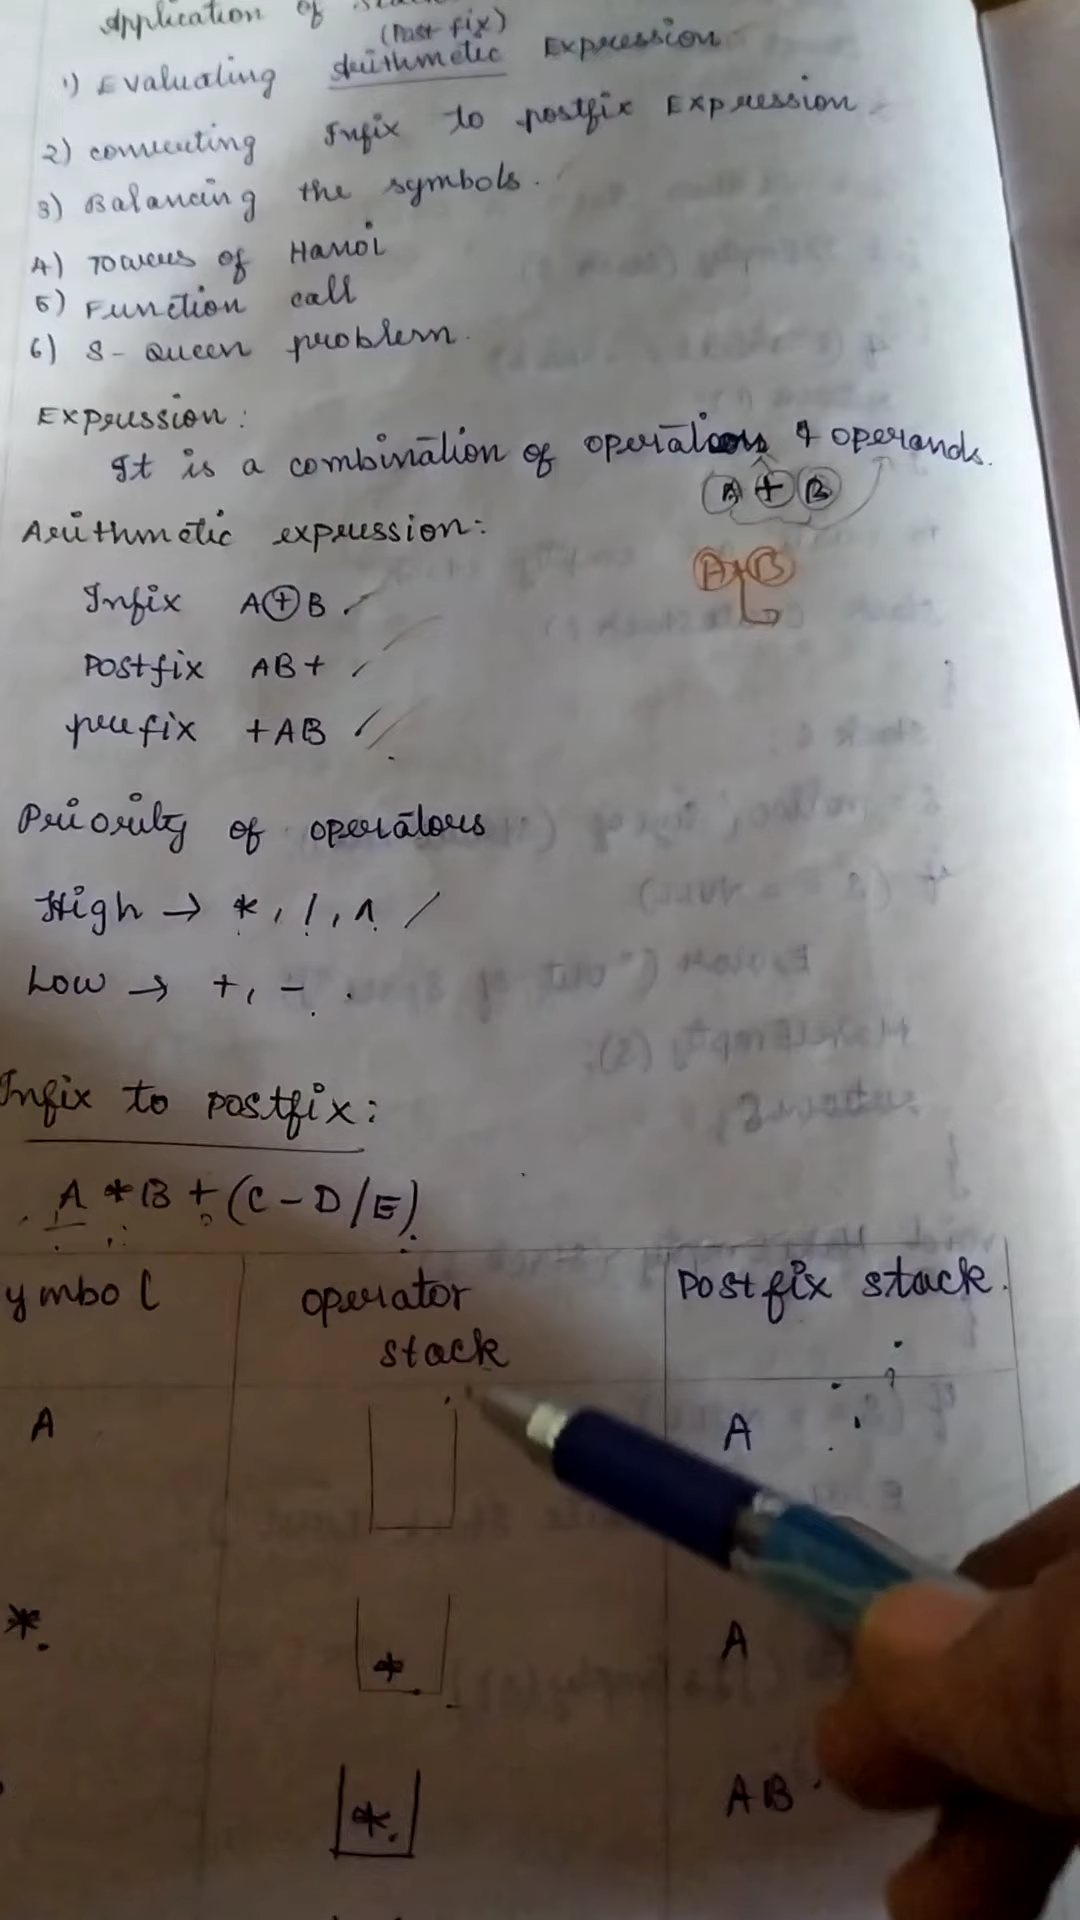 Application of
(Post fix)
1) Evaluating Arithmetic Expression
2) converting Infix to postfix Expression
3) Balancing the symbols.
4) Towers of Hanoi
5) Function call
6) 8-Queen problem.
Expression:
It is a combination of operators & operands.
A + B
Arithmetic expression:
A + B
Infix A+B
Postfix AB+
prefix +AB
Priority of operators
High → *, /, ^
Low → +, -
Infix to postfix:
A * B + (C - D/E)
ymbol operator stack Postfix stack.
A A
* * A
* AB